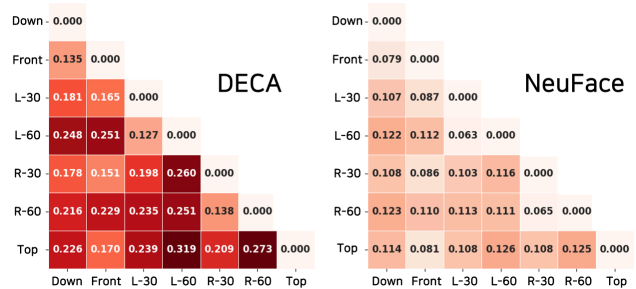 DECA
Down 0.000
Front 0.135 0.000
L-30 0.181 0.165 0.000
L-60 0.248 0.251 0.127 0.000
R-30 0.178 0.151 0.198 0.260 0.000
R-60 0.216 0.229 0.235 0.251 0.138 0.000
Top 0.226 0.170 0.239 0.319 0.209 0.273 0.000
Down Front L-30 L-60 R-30 R-60 Top
NeuFace
Down 0.000
Front 0.079 0.000
L-30 0.107 0.087 0.000
L-60 0.122 0.112 0.063 0.000
R-30 0.108 0.086 0.103 0.116 0.000
R-60 0.123 0.110 0.113 0.111 0.065 0.000
Top 0.114 0.081 0.108 0.126 0.108 0.125 0.000
Down Front L-30 L-60 R-30 R-60 Top